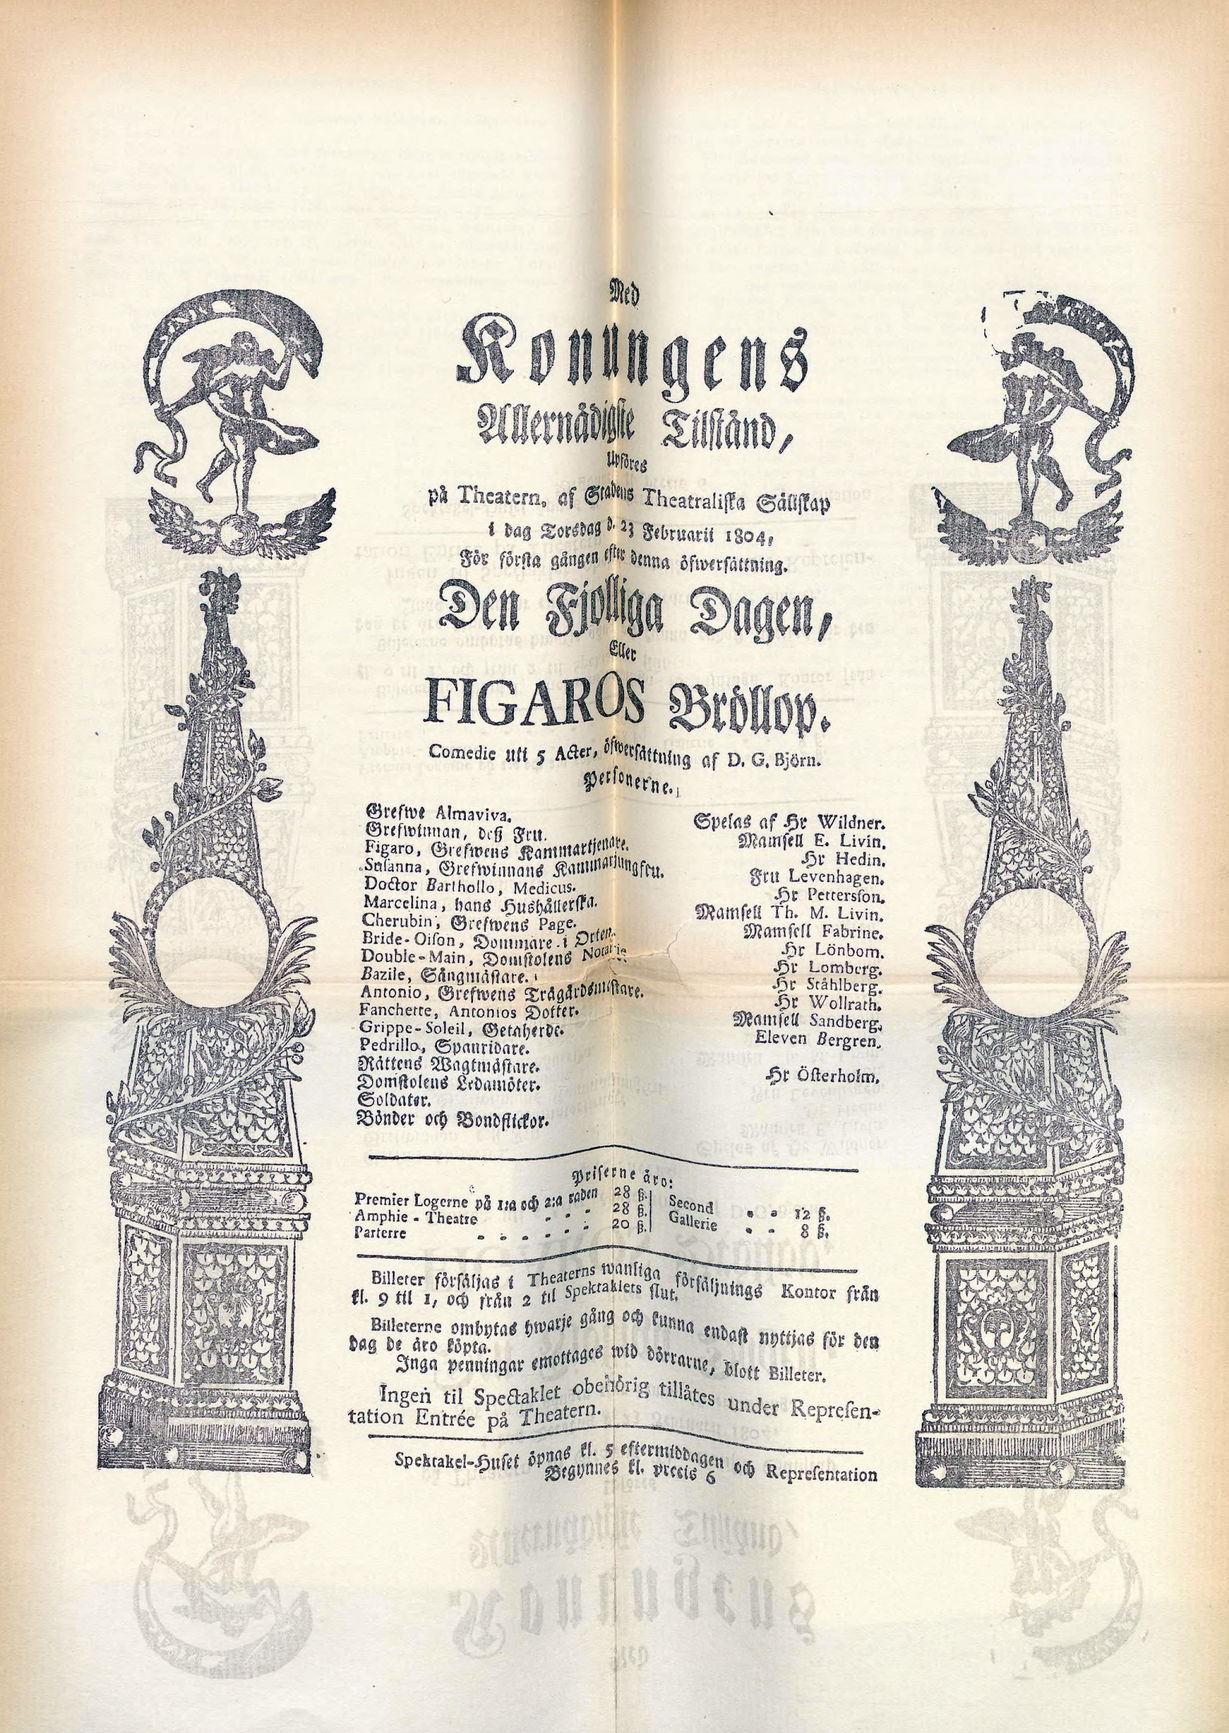 Med
Konungens
Allernådigste Tilstånd,
Upföres
på Theatern, af Stadens Theatraliska Sällskap
i dag Torsdag d. 23 Februarii 1804,
För första gången efter denna öfwersättning.
Den Fjolliga Dagen,
Eller
FIGAROS Bröllop.
Comedie uti 5 Acter, öfwersättning af D. G. Björn.
Personerne.
Grefwe Almaviva. Spelas af Hr Wildner.
Grefwinnan, deß Fru. Mamsell E. Livin.
Figaro, Grefwens Kammartjenare. Hr Hedin.
Susanna, Grefwinnans Kammarjungfru. Fru Levenhagen.
Doctor Barthollo, Medicus. Hr Petterson.
Marcelina, hans Hushållerska. Mamsell Th. M. Livin.
Cherubin, Grefwens Page. Mamsell Fabrine.
Bride-Oison, Dommare i Orten. Hr Lönbom.
Double-Main, Domstolens Notarie Hr Lomberg.
Bazile, Sångmästare. Hr Ståhlberg.
Antonio, Grefwens Trägårdsmästare. Hr Wollrath.
Fanchette, Antonios Dotter. Mamsell Sandberg.
Grippe-Soleil, Getaherde. Eleven Bergren.
Pedrillo, Spanridare.
Rättens Wagtmästare. Hr Österholm.
Domstolens Ledamöter.
Soldater.
Bönder och Bondflickor.
Priserne äro:
Premier Logerne på 1:a och 2:a raden 28 ß. Second - - 12 ß.
Amphie-Theatre - - - 28 ß. Gallerie - - 8 ß.
Parterre - - - - - - 20 ß.
Billeter försäljas i Theaterns wanliga försäljnings Kontor från
kl. 9 til 1, och från 2 til Spektaklets slut.
Billeterne ombytas hwarje gång och kunna endast nyttjas för den
dag de äro köpta.
Inga penningar emottages wid dörrarne, blott Billeter.
Ingen til Spectaklet obehörig tillåtes under Represen-
tation Entrée på Theatern.
Spektakel-Huset öpnas kl. 5 eftermiddagen och Representation
Begynnes kl. precis 6